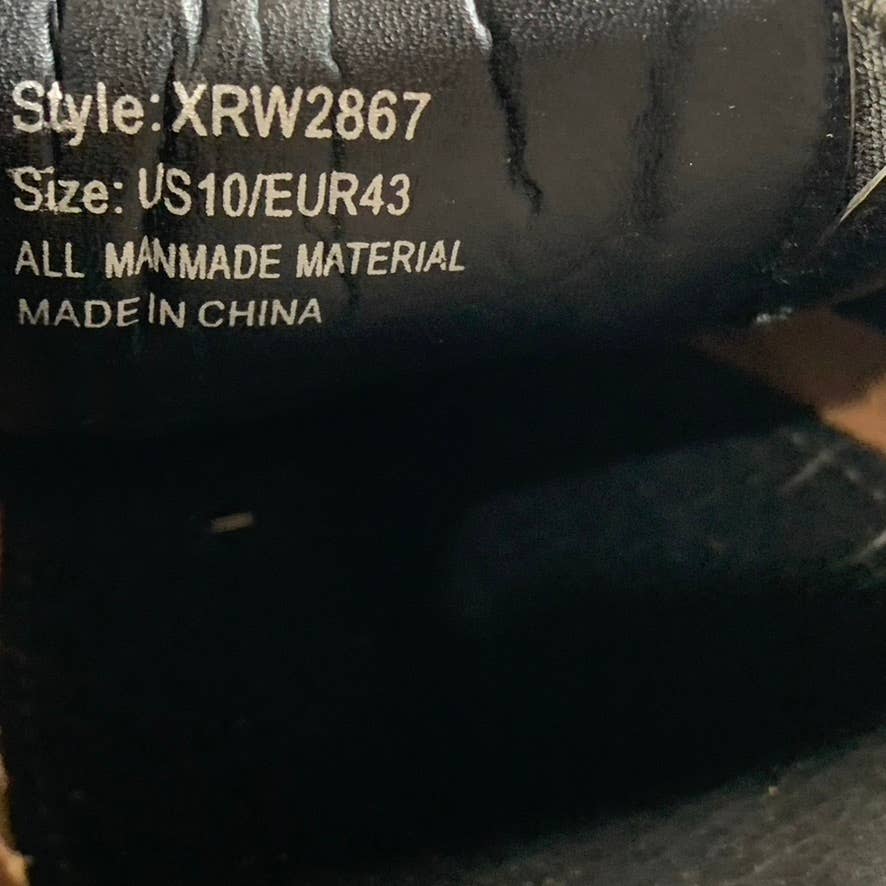 Style: XRW2867
Size: US10/EUR43
ALL MANMADE MATERIAL
MADE IN CHINA